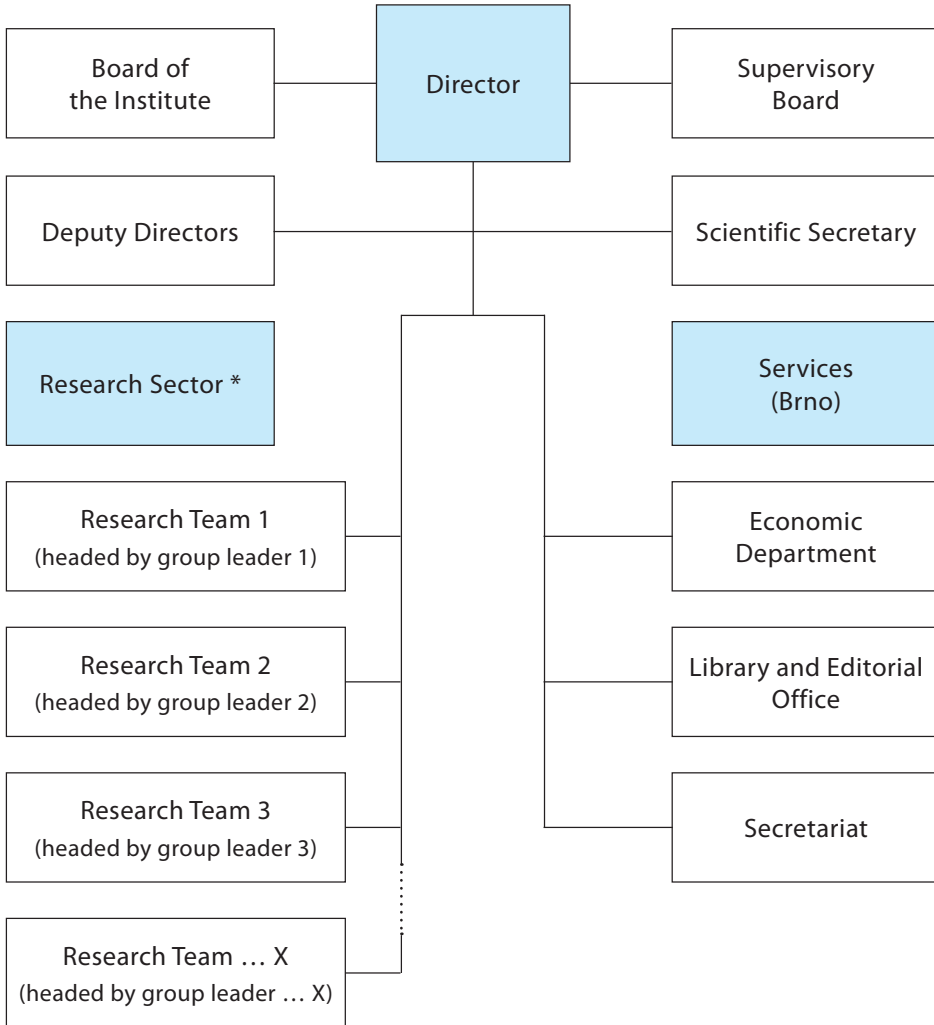 Board of
the Institute
Director
Supervisory
Board
Deputy Directors
Scientific Secretary
Research Sector *
Services
(Brno)
Research Team 1
(headed by group leader 1)
Economic
Department
Research Team 2
(headed by group leader 2)
Library and Editorial
Office
Research Team 3
(headed by group leader 3)
Secretariat
Research Team … X
(headed by group leader … X)